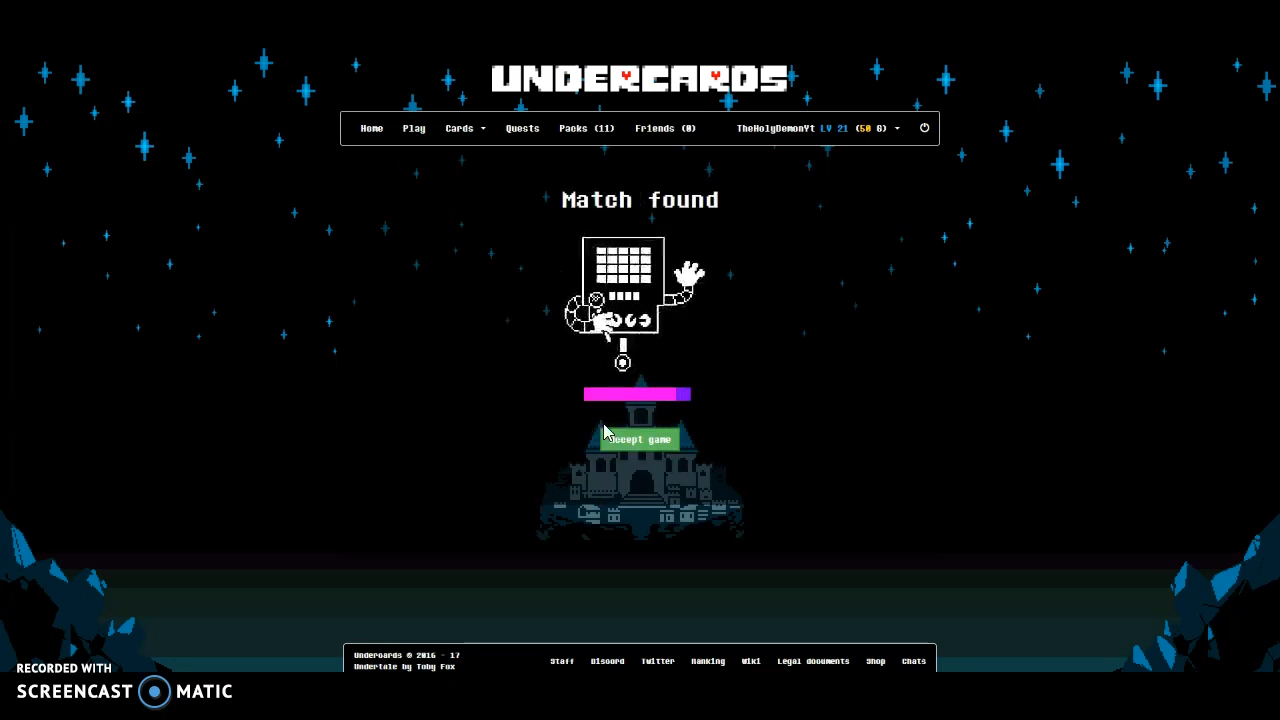 UNDERCARDS
Home Play Cards Quests Packs (11) Friends (0) TheHolyDemonYt LV 21 (50 G)
Match found
Accept game
Undercards © 2016 - 17
Undertale by Toby Fox
Staff Discord Twitter Ranking Wiki Legal documents Shop Chats
RECORDED WITH
SCREENCAST MATIC